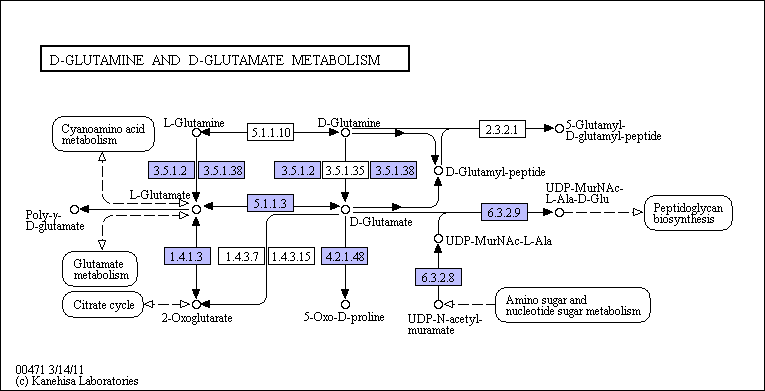 D-GLUTAMINE AND D-GLUTAMATE METABOLISM
Cyanoamino acid
metabolism
L-Glutamine
5.1.1.10
D-Glutamine
2.3.2.1
5-Glutamyl-
D-glutamyl-peptide
3.5.1.2
3.5.1.38
3.5.1.2
3.5.1.35
3.5.1.38
D-Glutamyl-peptide
L-Glutamate
5.1.1.3
D-Glutamate
Poly-γ-
D-glutamate
UDP-MurNAc-
L-Ala-D-Glu
6.3.2.9
Peptidoglycan
biosynthesis
UDP-MurNAc-L-Ala
Glutamate
metabolism
1.4.1.3
1.4.3.7
1.4.3.15
4.2.1.48
6.3.2.8
Citrate cycle
2-Oxoglutarate
5-Oxo-D-proline
UDP-N-acetyl-
muramate
Amino sugar and
nucleotide sugar metabolism
00471 3/14/11
(c) Kanehisa Laboratories